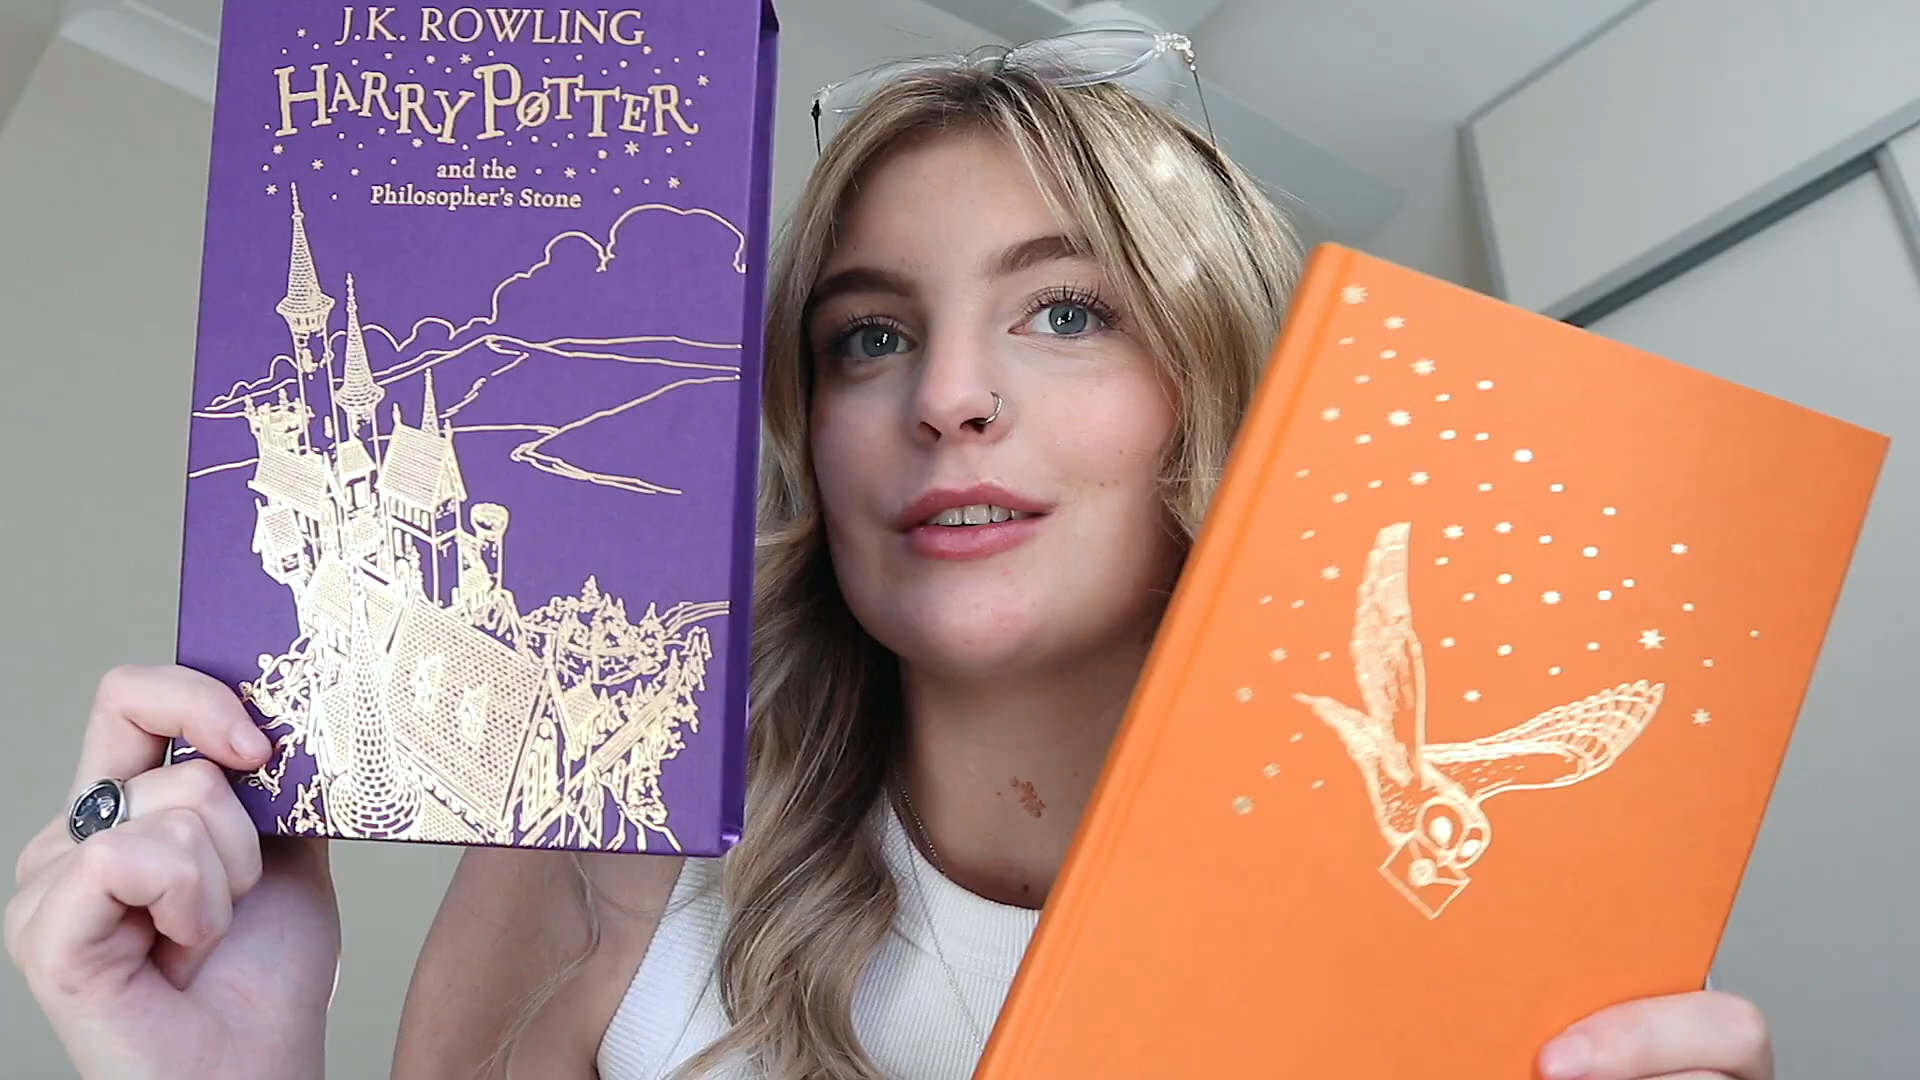 J.K. ROWLING
HARRY POTTER
and the
Philosopher's Stone